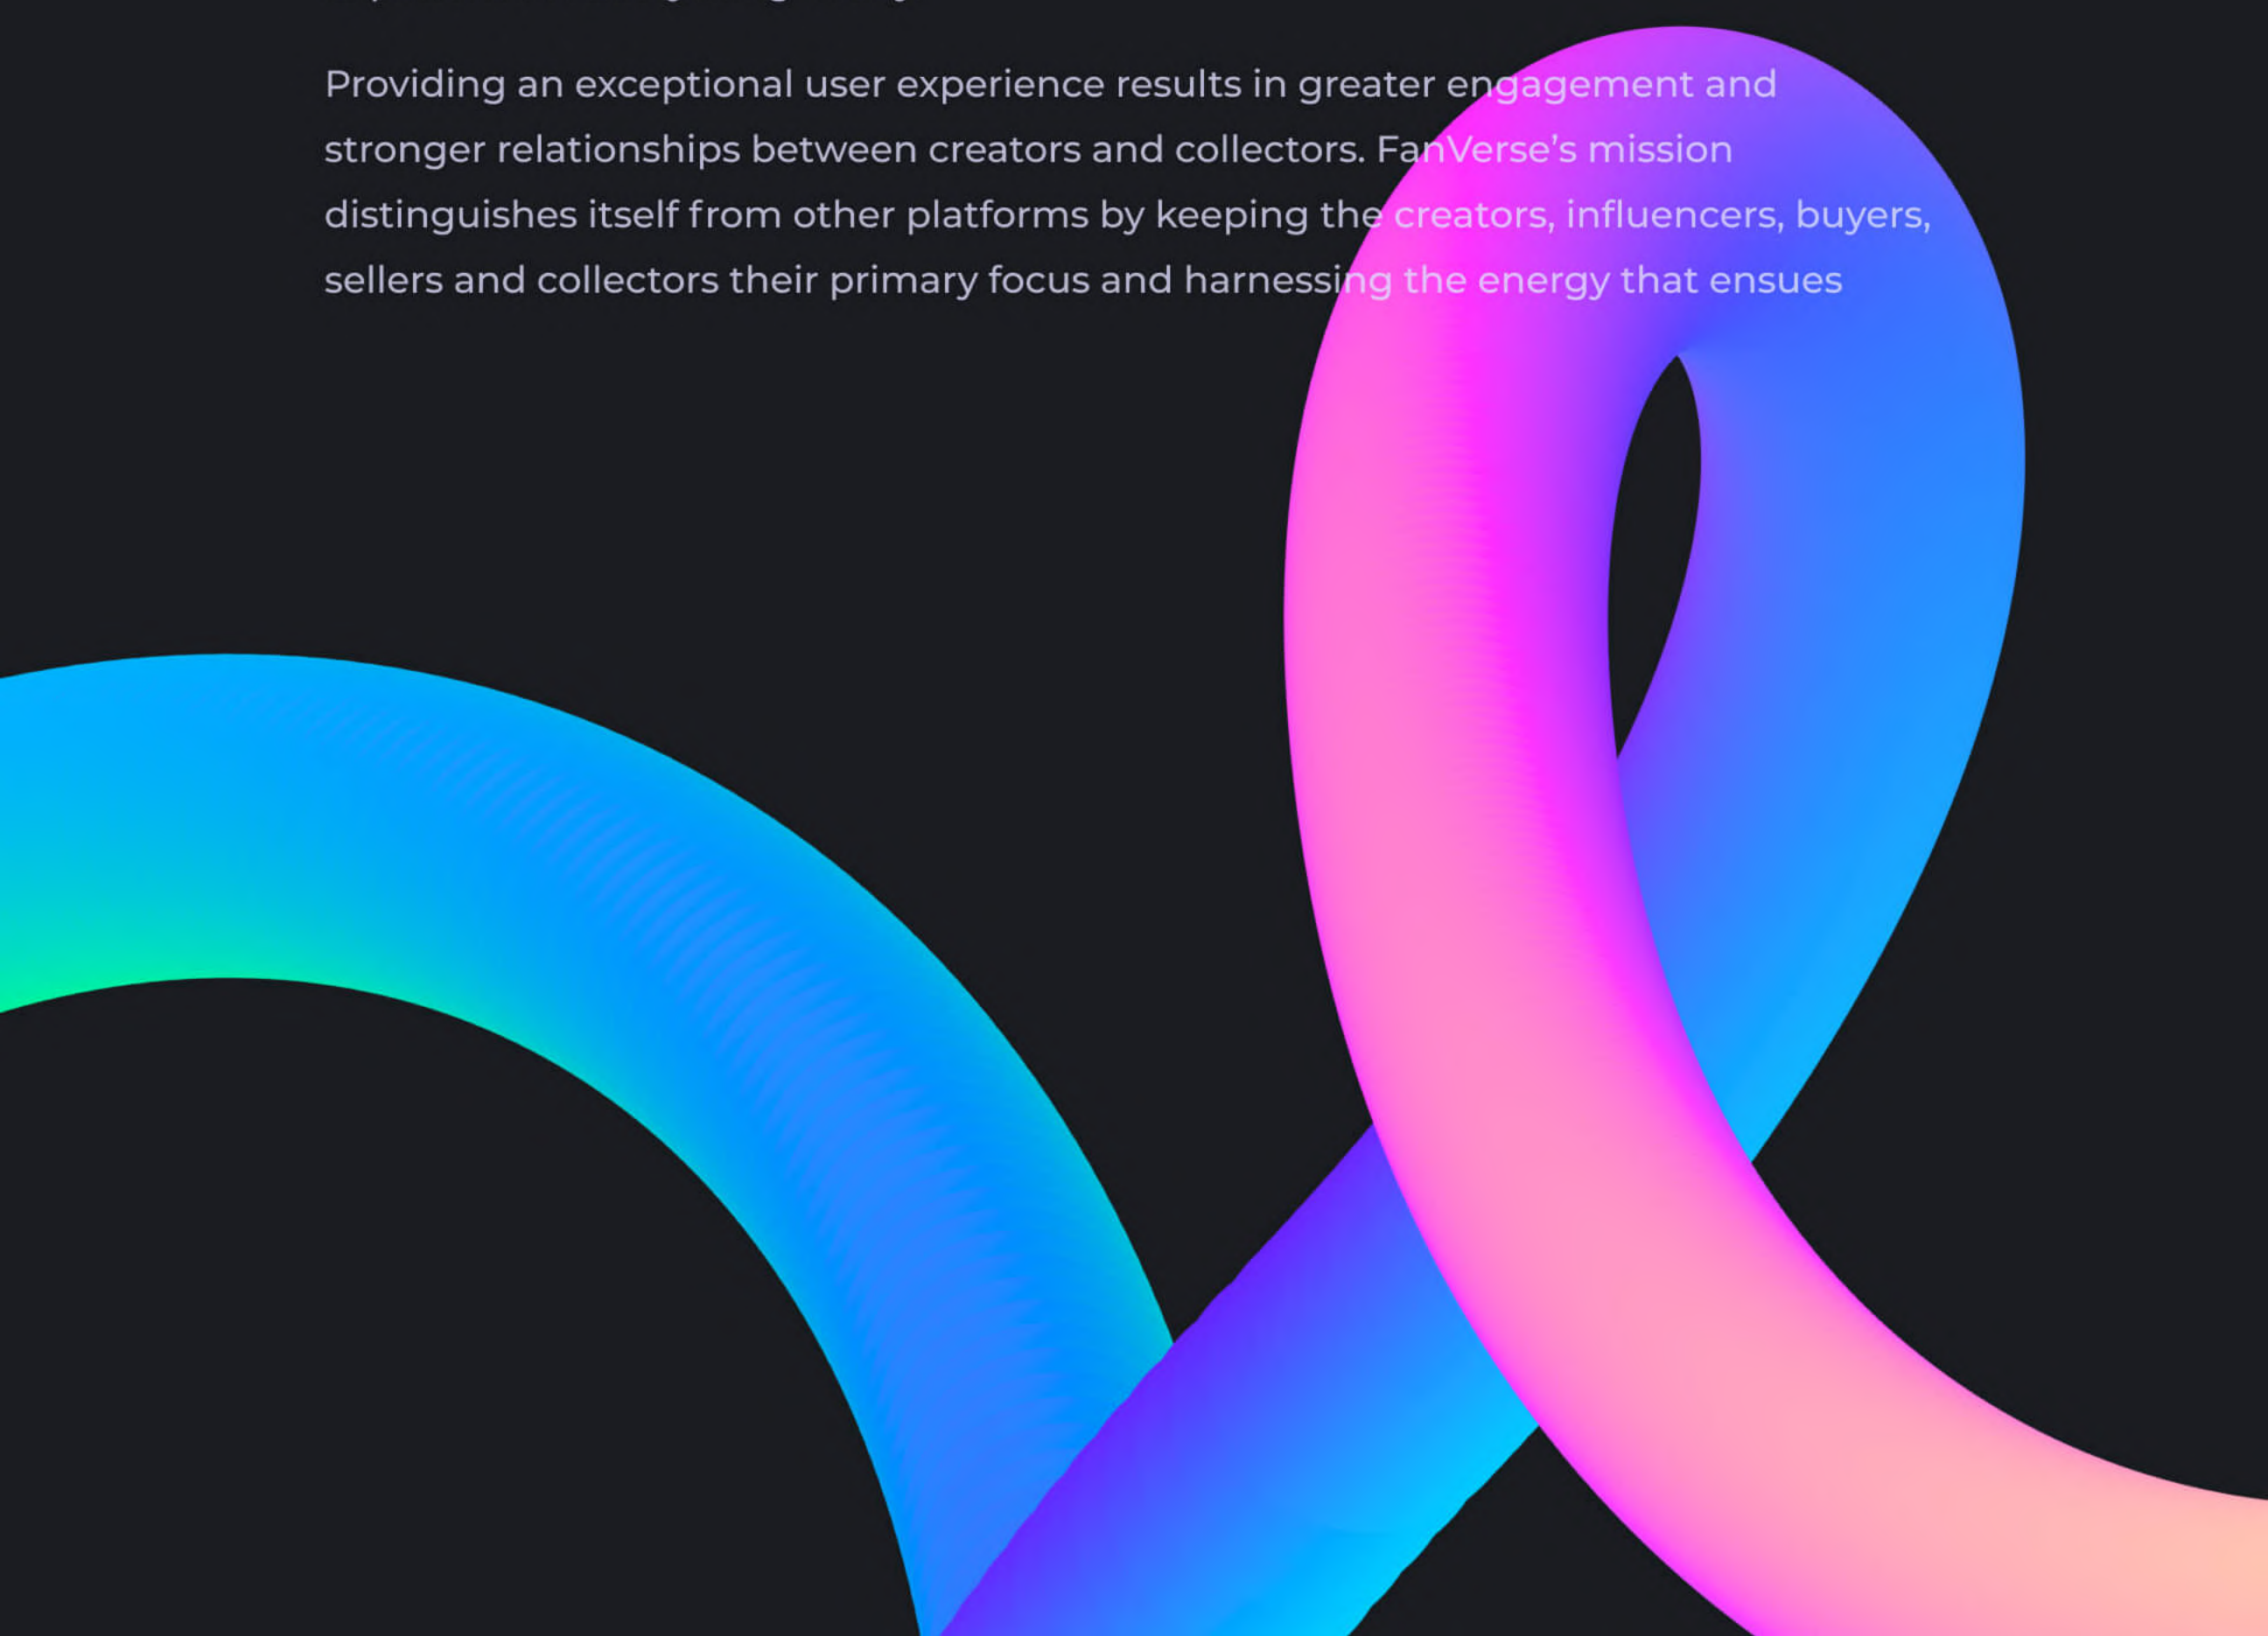 Providing an exceptional user experience results in greater engagement and
stronger relationships between creators and collectors. FanVerse’s mission
distinguishes itself from other platforms by keeping the creators, influencers, buyers,
sellers and collectors their primary focus and harnessing the energy that ensues